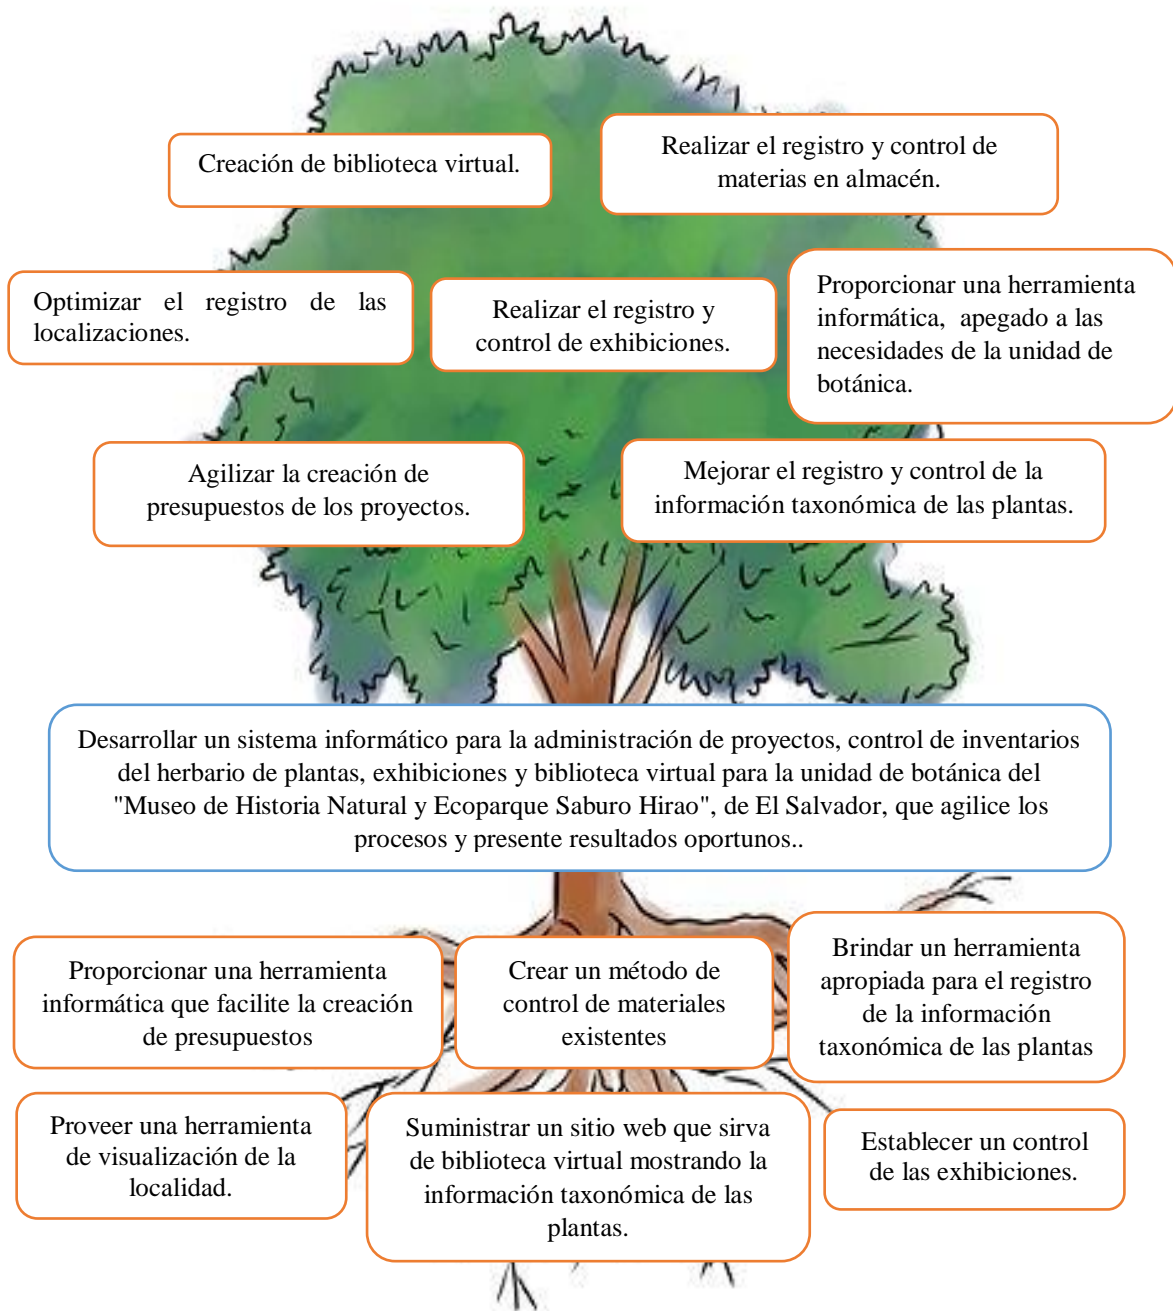 Creación de biblioteca virtual.
Realizar el registro y control de
materias en almacén.
Optimizar el registro de las
localizaciones.
Realizar el registro y
control de exhibiciones.
Proporcionar una herramienta
informática, apegado a las
necesidades de la unidad de
botánica.
Agilizar la creación de
presupuestos de los proyectos.
Mejorar el registro y control de la
información taxonómica de las plantas.
Desarrollar un sistema informático para la administración de proyectos, control de inventarios
del herbario de plantas, exhibiciones y biblioteca virtual para la unidad de botánica del
"Museo de Historia Natural y Ecoparque Saburo Hirao", de El Salvador, que agilice los
procesos y presente resultados oportunos..
Proporcionar una herramienta
informática que facilite la creación
de presupuestos
Crear un método de
control de materiales
existentes
Brindar un herramienta
apropiada para el registro
de la información
taxonómica de las plantas
Proveer una herramienta
de visualización de la
localidad.
Suministrar un sitio web que sirva
de biblioteca virtual mostrando la
información taxonómica de las
plantas.
Establecer un control
de las exhibiciones.